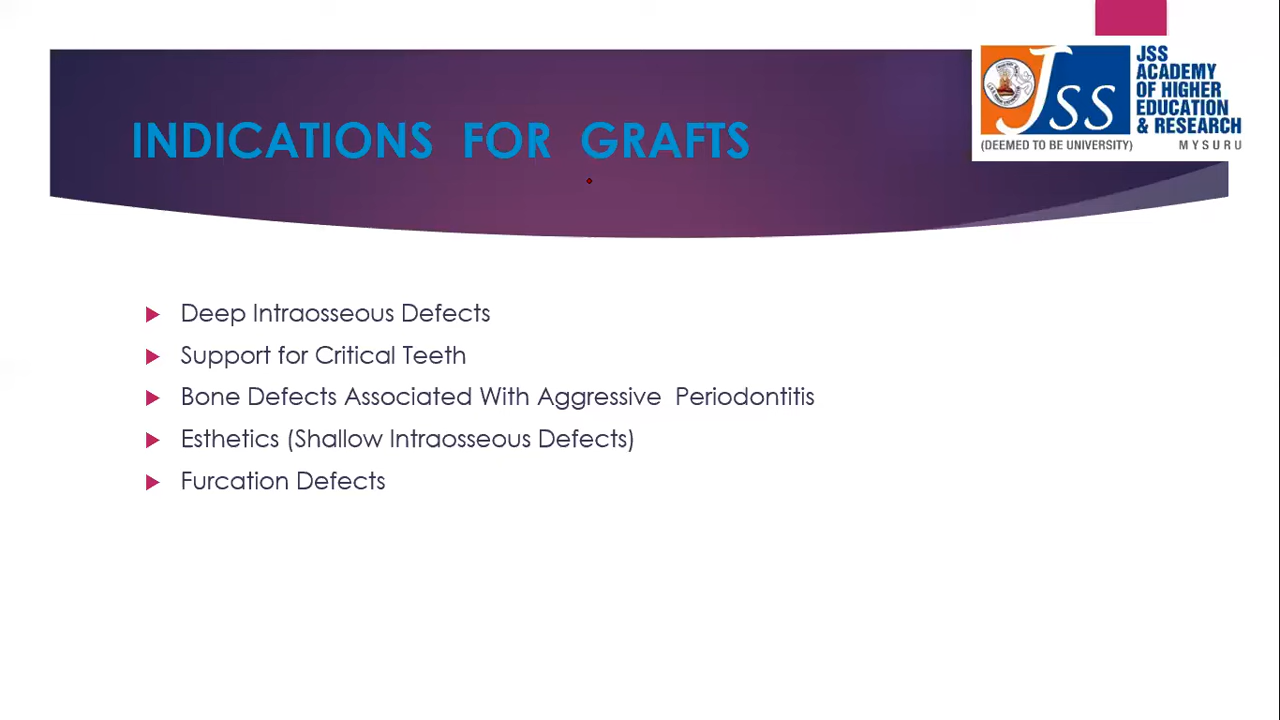 INDICATIONS FOR GRAFTS
JSS
JSS
ACADEMY
OF HIGHER
EDUCATION
& RESEARCH
(DEEMED TO BE UNIVERSITY) MYSURU
Deep Intraosseous Defects
Support for Critical Teeth
Bone Defects Associated With Aggressive Periodontitis
Esthetics (Shallow Intraosseous Defects)
Furcation Defects